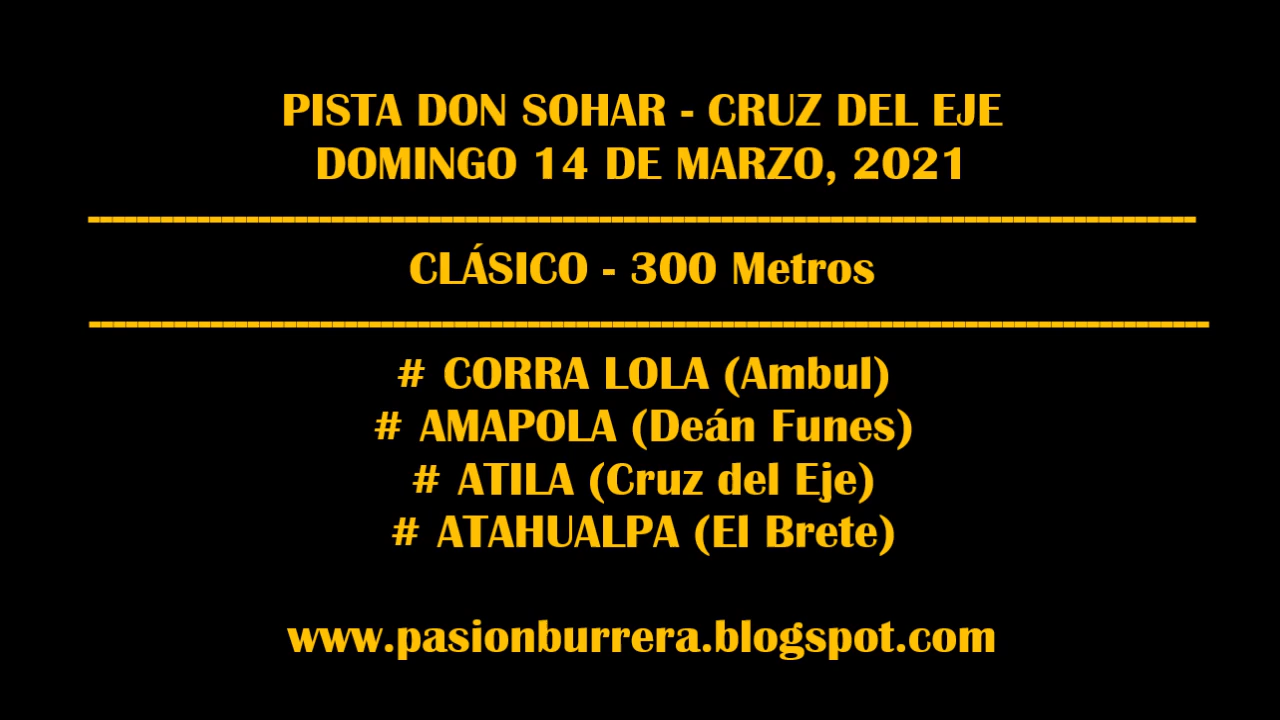 PISTA DON SOHAR - CRUZ DEL EJE
DOMINGO 14 DE MARZO, 2021
CLÁSICO - 300 Metros
# CORRA LOLA (Ambul)
# AMAPOLA (Deán Funes)
# ATILA (Cruz del Eje)
# ATAHUALPA (El Brete)
www.pasionburrera.blogspot.com